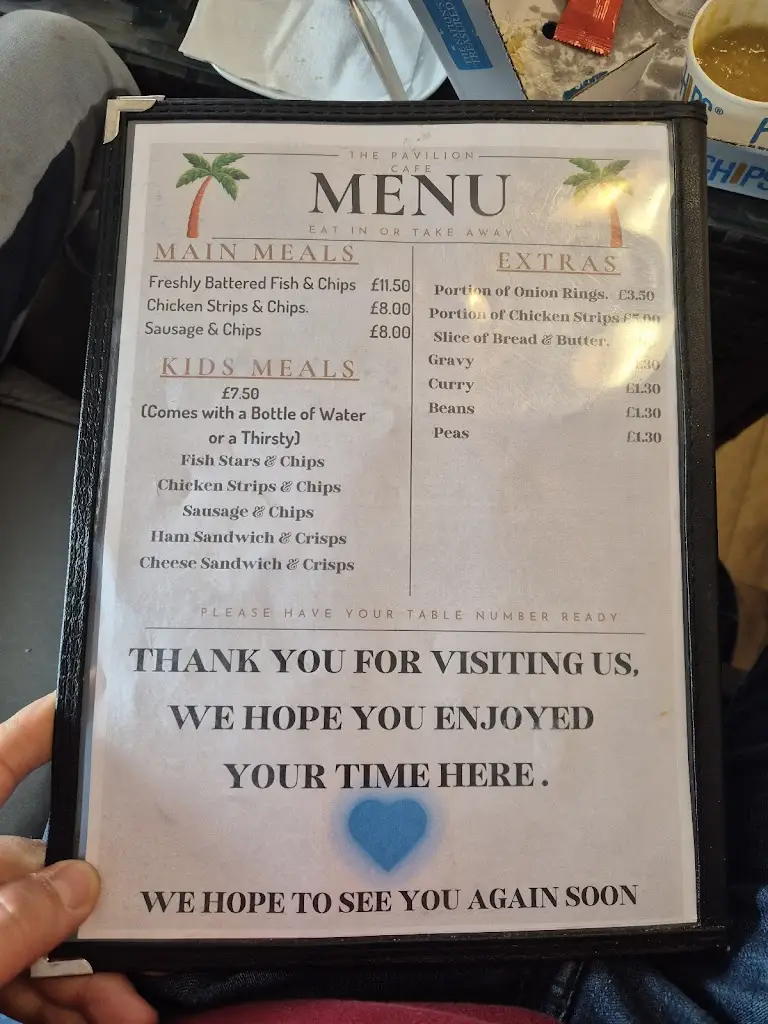 THE PAVILION
CAFE
MENU
EAT IN OR TAKE AWAY
MAIN MEALS
Freshly Battered Fish & Chips £11.50
Chicken Strips & Chips. £8.00
Sausage & Chips £8.00
KIDS MEALS
£7.50
(Comes with a Bottle of Water
or a Thirsty)
Fish Stars & Chips
Chicken Strips & Chips
Sausage & Chips
Ham Sandwich & Crisps
Cheese Sandwich & Crisps
EXTRAS
Portion of Onion Rings. £3.50
Portion of Chicken Strips £5.00
Slice of Bread & Butter.
Gravy
Curry £1.30
Beans £1.30
Peas £1.30
PLEASE HAVE YOUR TABLE NUMBER READY
THANK YOU FOR VISITING US,
WE HOPE YOU ENJOYED
YOUR TIME HERE .
WE HOPE TO SEE YOU AGAIN SOON
CHIPS